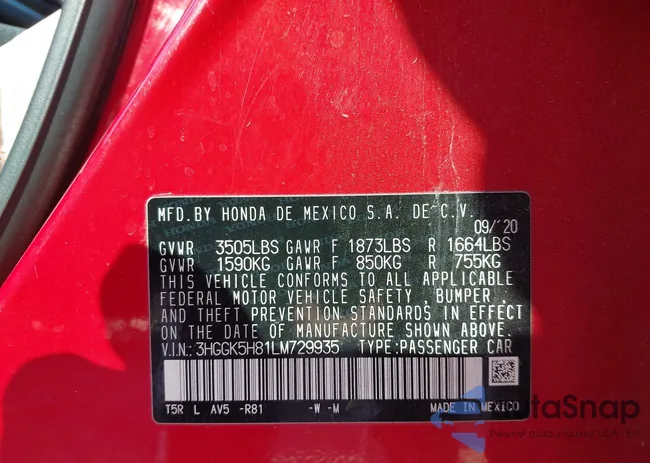 MFD.BY HONDA DE MEXICO S.A. DE C.V.
09/'20
GVWR 3505LBS GAWR F 1873LBS R 1664LBS
GVWR 1590KG GAWR F 850KG R 755KG
THIS VEHICLE CONFORMS TO ALL APPLICABLE
FEDERAL MOTOR VEHICLE SAFETY , BUMPER ,
AND THEFT PREVENTION STANDARDS IN EFFECT
ON THE DATE OF MANUFACTURE SHOWN ABOVE.
V.I.N.: 3HGGK5H81LM729935 TYPE:PASSENGER CAR
T5R L AV5 -R81 -W -M MADE IN MEXICO
AutaSnap